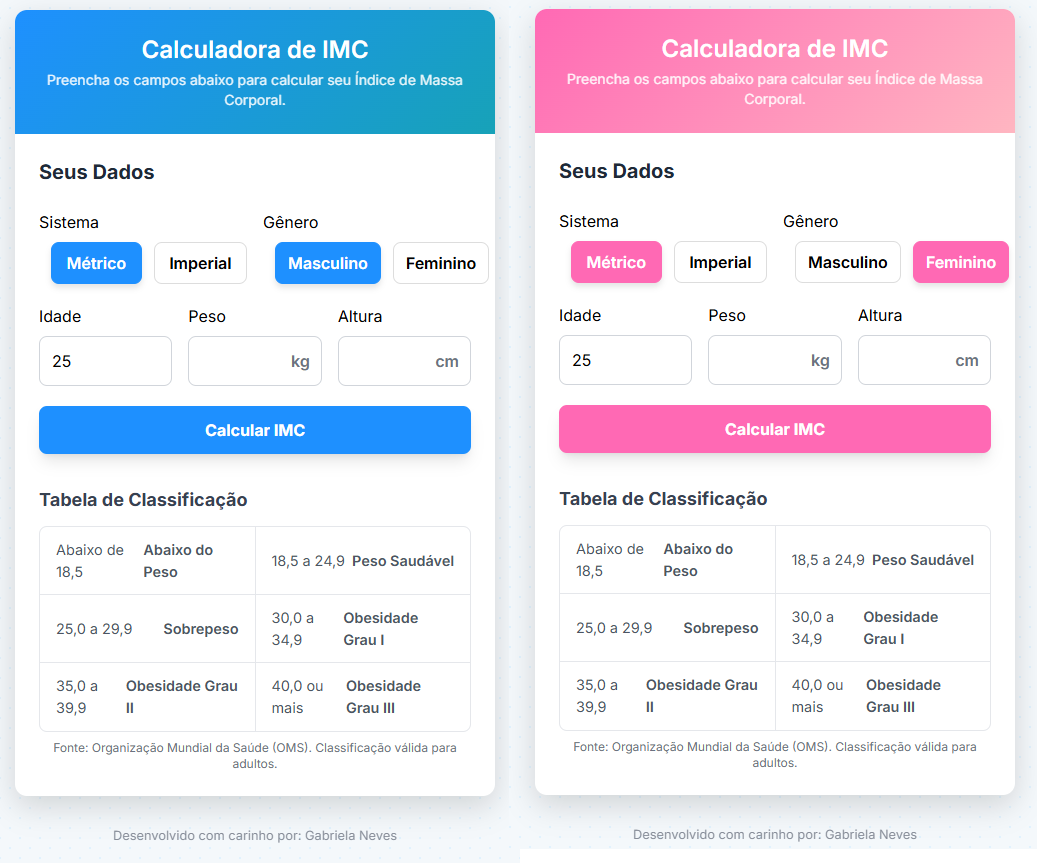 Calculadora de IMC
Preencha os campos abaixo para calcular seu Índice de Massa
Corporal.
Seus Dados
Sistema Gênero
Métrico Imperial Masculino Feminino
Idade Peso Altura
25 kg cm
Calcular IMC
Tabela de Classificação
Abaixo de
18,5
Abaixo do
Peso
18,5 a 24,9 Peso Saudável
25,0 a 29,9 Sobrepeso
30,0 a
34,9
Obesidade
Grau I
35,0 a
39,9
Obesidade Grau
II
40,0 ou
mais
Obesidade
Grau III
Fonte: Organização Mundial da Saúde (OMS). Classificação válida para
adultos.
Desenvolvido com carinho por: Gabriela Neves
Calculadora de IMC
Preencha os campos abaixo para calcular seu Índice de Massa
Corporal.
Seus Dados
Sistema Gênero
Métrico Imperial Masculino Feminino
Idade Peso Altura
25 kg cm
Calcular IMC
Tabela de Classificação
Abaixo de
18,5
Abaixo do
Peso
18,5 a 24,9 Peso Saudável
25,0 a 29,9 Sobrepeso
30,0 a
34,9
Obesidade
Grau I
35,0 a
39,9
Obesidade Grau
II
40,0 ou
mais
Obesidade
Grau III
Fonte: Organização Mundial da Saúde (OMS). Classificação válida para
adultos.
Desenvolvido com carinho por: Gabriela Neves